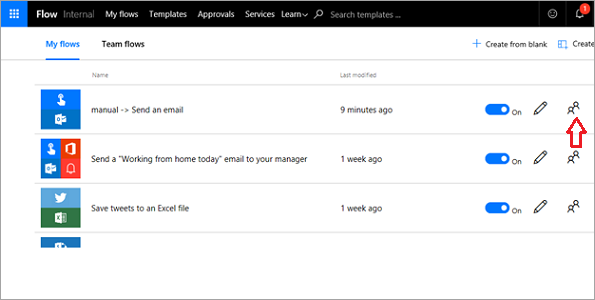 Flow Internal My flows Templates Approvals Services Learn Search templates... 1
My flows Team flows Create from blank Create
Name Last modified
manual -> Send an email 9 minutes ago On
Send a "Working from home today" email to your manager 1 week ago On
Save tweets to an Excel file 1 week ago On